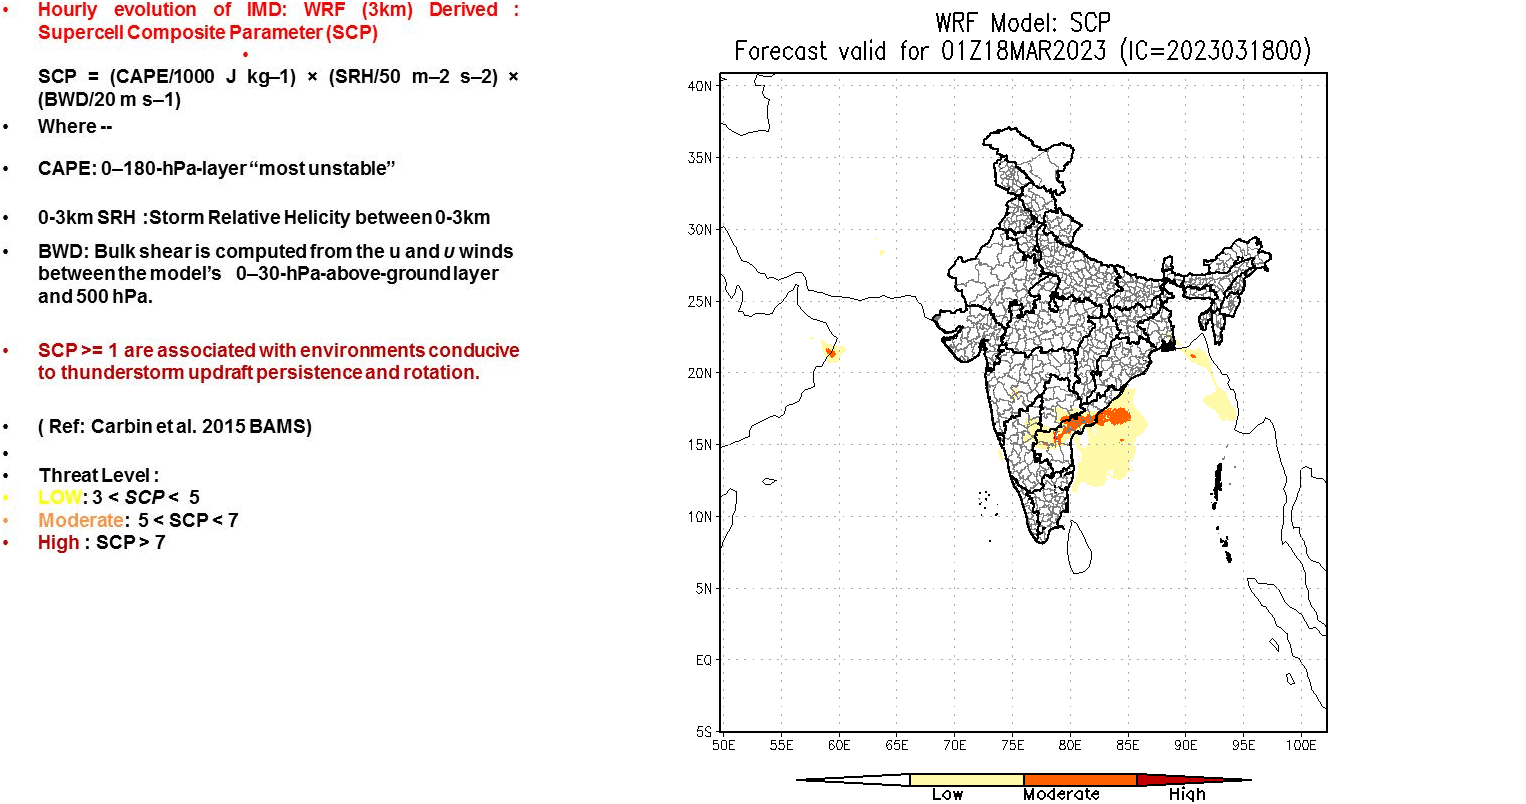 • Hourly evolution of IMD: WRF (3km) Derived :
Supercell Composite Parameter (SCP)
•
SCP = (CAPE/1000 J kg–1) × (SRH/50 m–2 s–2) ×
(BWD/20 m s–1)
• Where --
• CAPE: 0–180-hPa-layer “most unstable”
• 0-3km SRH :Storm Relative Helicity between 0-3km
• BWD: Bulk shear is computed from the u and υ winds
between the model’s 0–30-hPa-above-ground layer
and 500 hPa.
• SCP >= 1 are associated with environments conducive
to thunderstorm updraft persistence and rotation.
• ( Ref: Carbin et al. 2015 BAMS)
•
• Threat Level :
• LOW: 3 < SCP < 5
• Moderate: 5 < SCP < 7
• High : SCP > 7
WRF Model: SCP
Forecast valid for 01Z18MAR2023 (IC=2023031800)
40N
35N
30N
25N
20N
15N
10N
5N
EQ
5S
50E 55E 60E 65E 70E 75E 80E 85E 90E 95E 100E
Low Moderate High